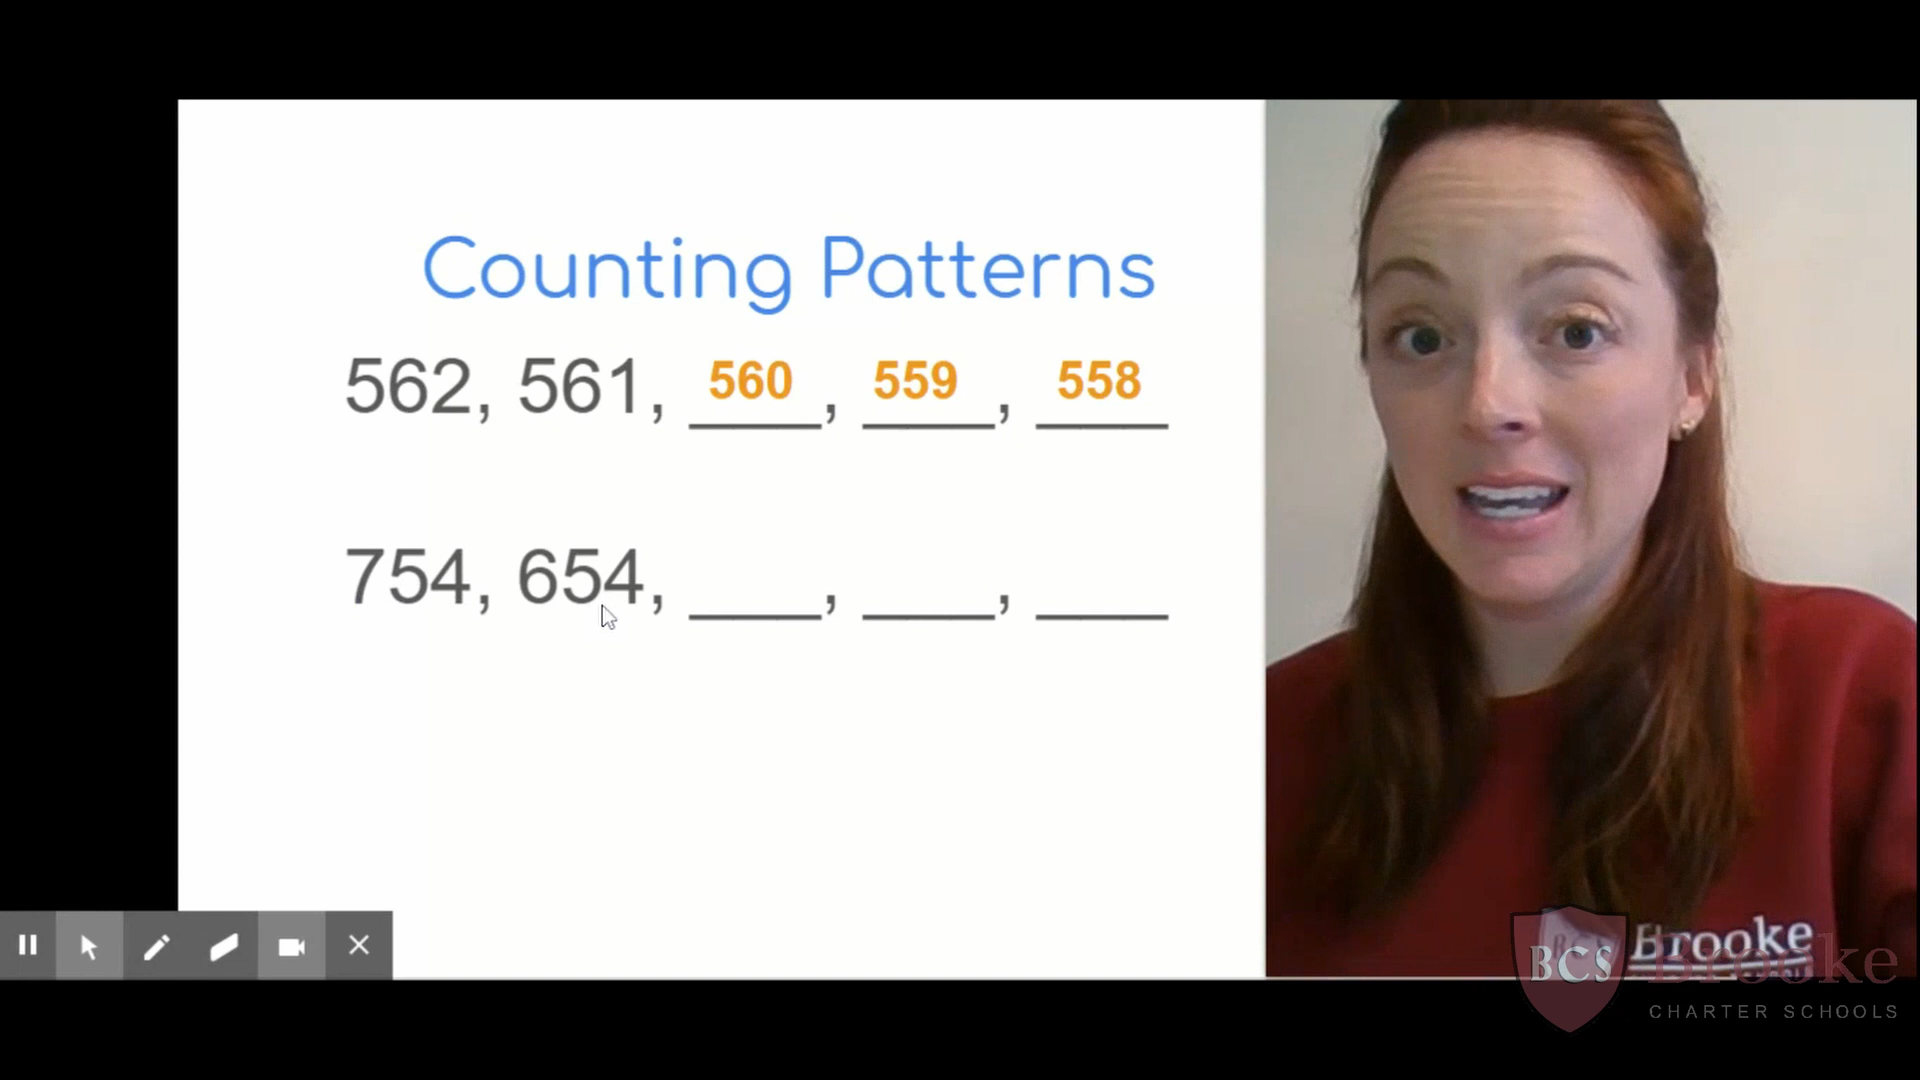 Counting Patterns
562, 561, 560, 559, 558
754, 654, ____, ____, ____
Brooke
BCS Brooke
CHARTER SCHOOLS